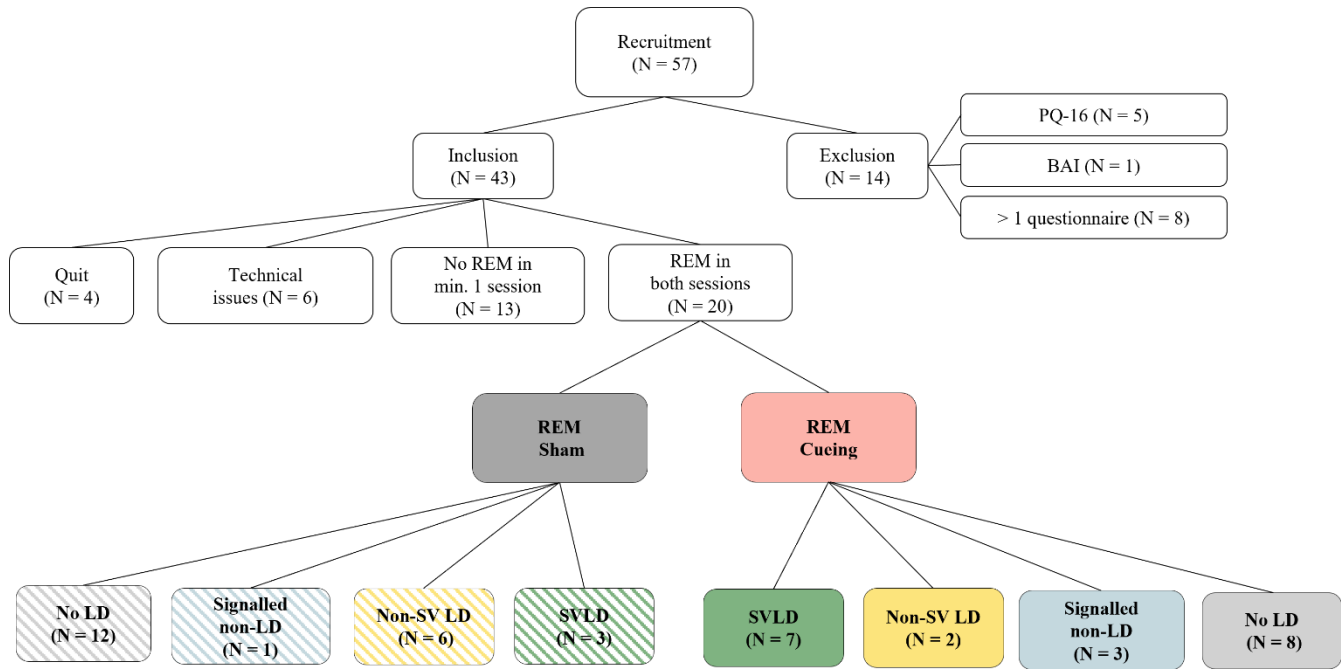 Recruitment
(N = 57)
Inclusion
(N = 43)
Exclusion
(N = 14)
PQ-16 (N = 5)
BAI (N = 1)
> 1 questionnaire (N = 8)
Quit
(N = 4)
Technical
issues (N = 6)
No REM in
min. 1 session
(N = 13)
REM in
both sessions
(N = 20)
REM
Sham
REM
Cueing
No LD
(N = 12)
Signalled
non-LD
(N = 1)
Non-SV LD
(N = 6)
SVLD
(N = 3)
SVLD
(N = 7)
Non-SV LD
(N = 2)
Signalled
non-LD
(N = 3)
No LD
(N = 8)